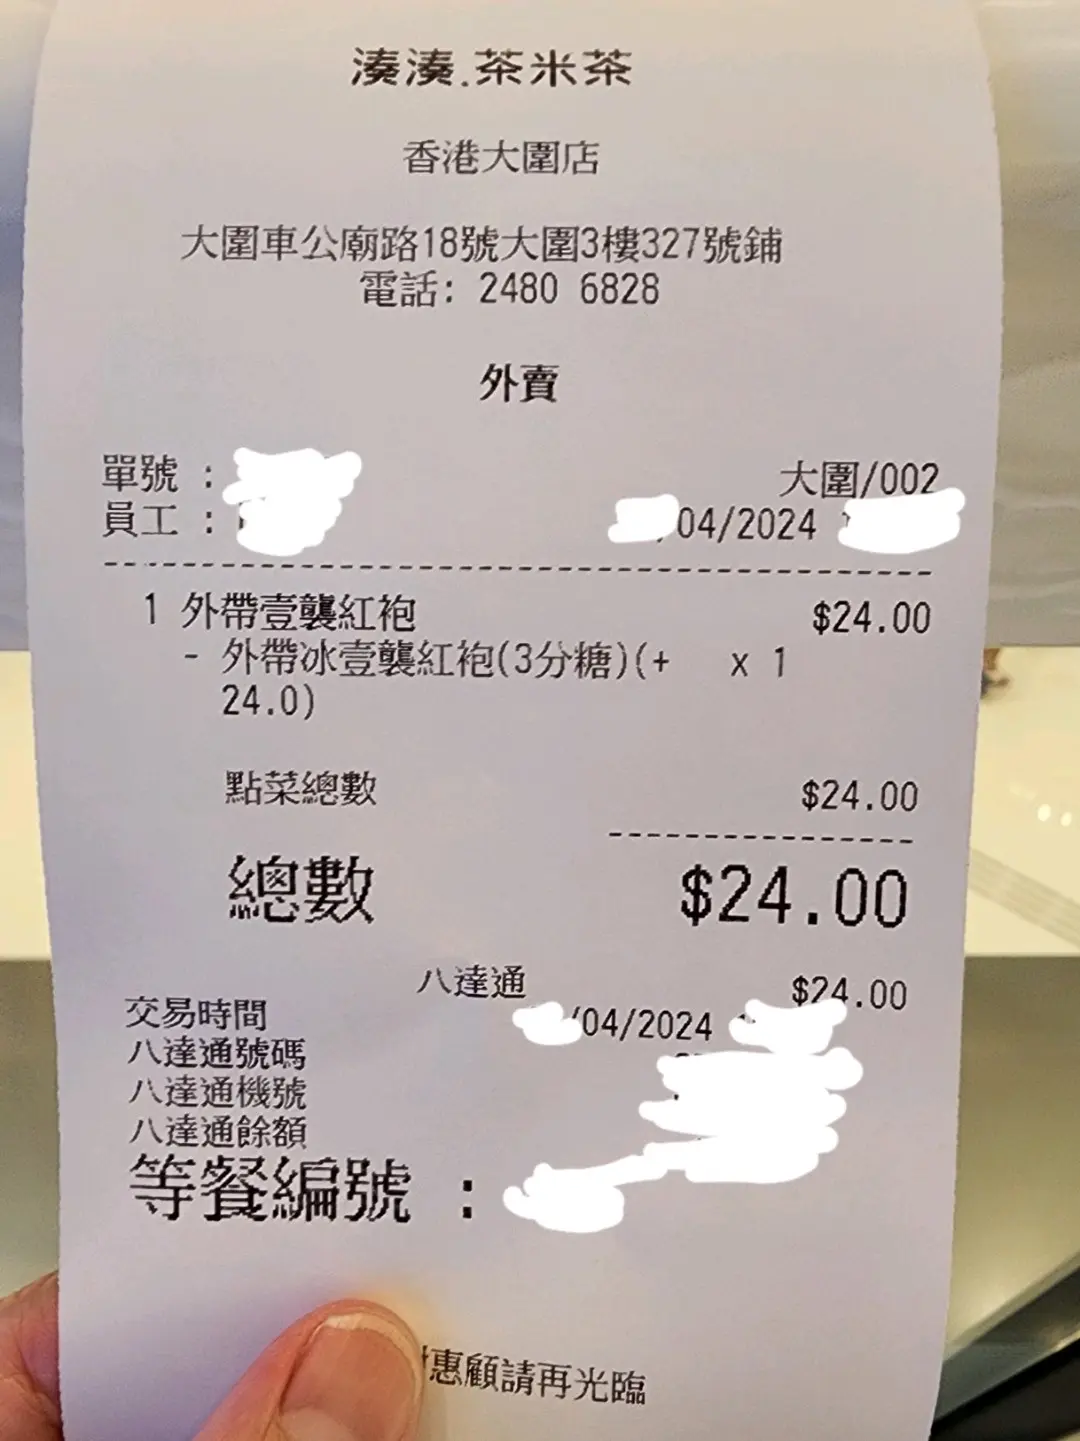 湊湊.茶米茶
香港大圍店
大圍車公廟路18號大圍3樓327號鋪
電話: 2480 6828
外賣
單號 :
大圍/002
員工 :
/04/2024
1 外帶壹襲紅袍 $24.00
- 外帶冰壹襲紅袍(3分糖)(+ x 1
24.0)
點菜總數 $24.00
總數 $24.00
八達通 $24.00
交易時間 /04/2024
八達通號碼
八達通機號
八達通餘額
等餐編號 :
惠顧請再光臨